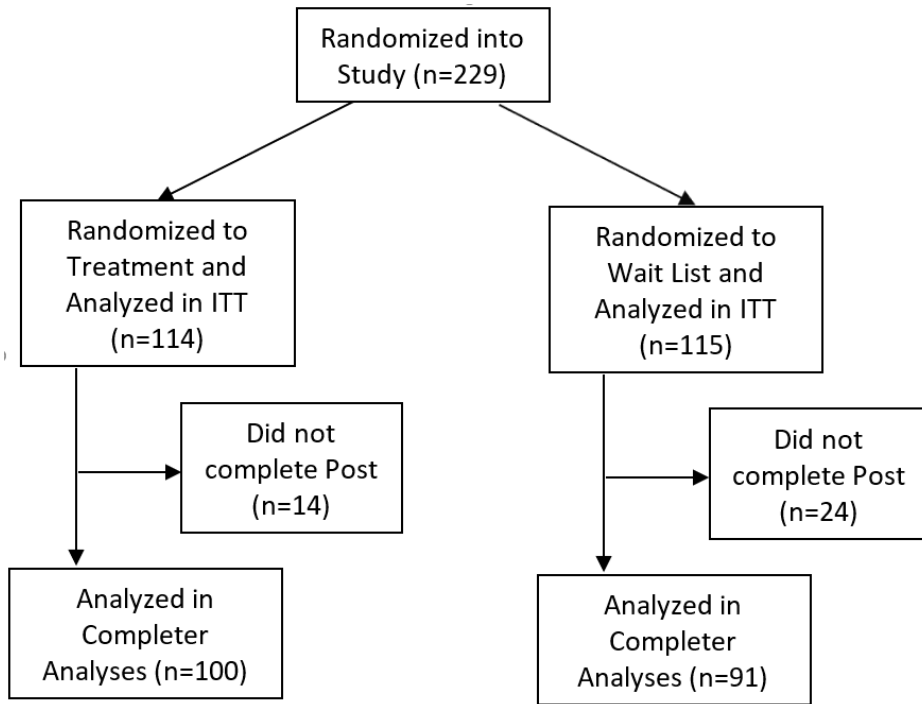 Randomized into
Study (n=229)
Randomized to
Treatment and
Analyzed in ITT
(n=114)
Randomized to
Wait List and
Analyzed in ITT
(n=115)
Did not
complete Post
(n=14)
Did not
complete Post
(n=24)
Analyzed in
Completer
Analyses (n=100)
Analyzed in
Completer
Analyses (n=91)